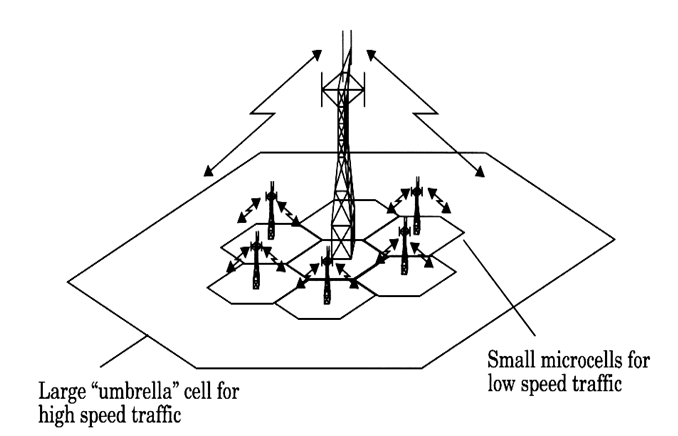 Small microcells for
low speed traffic
Large “umbrella” cell for
high speed traffic